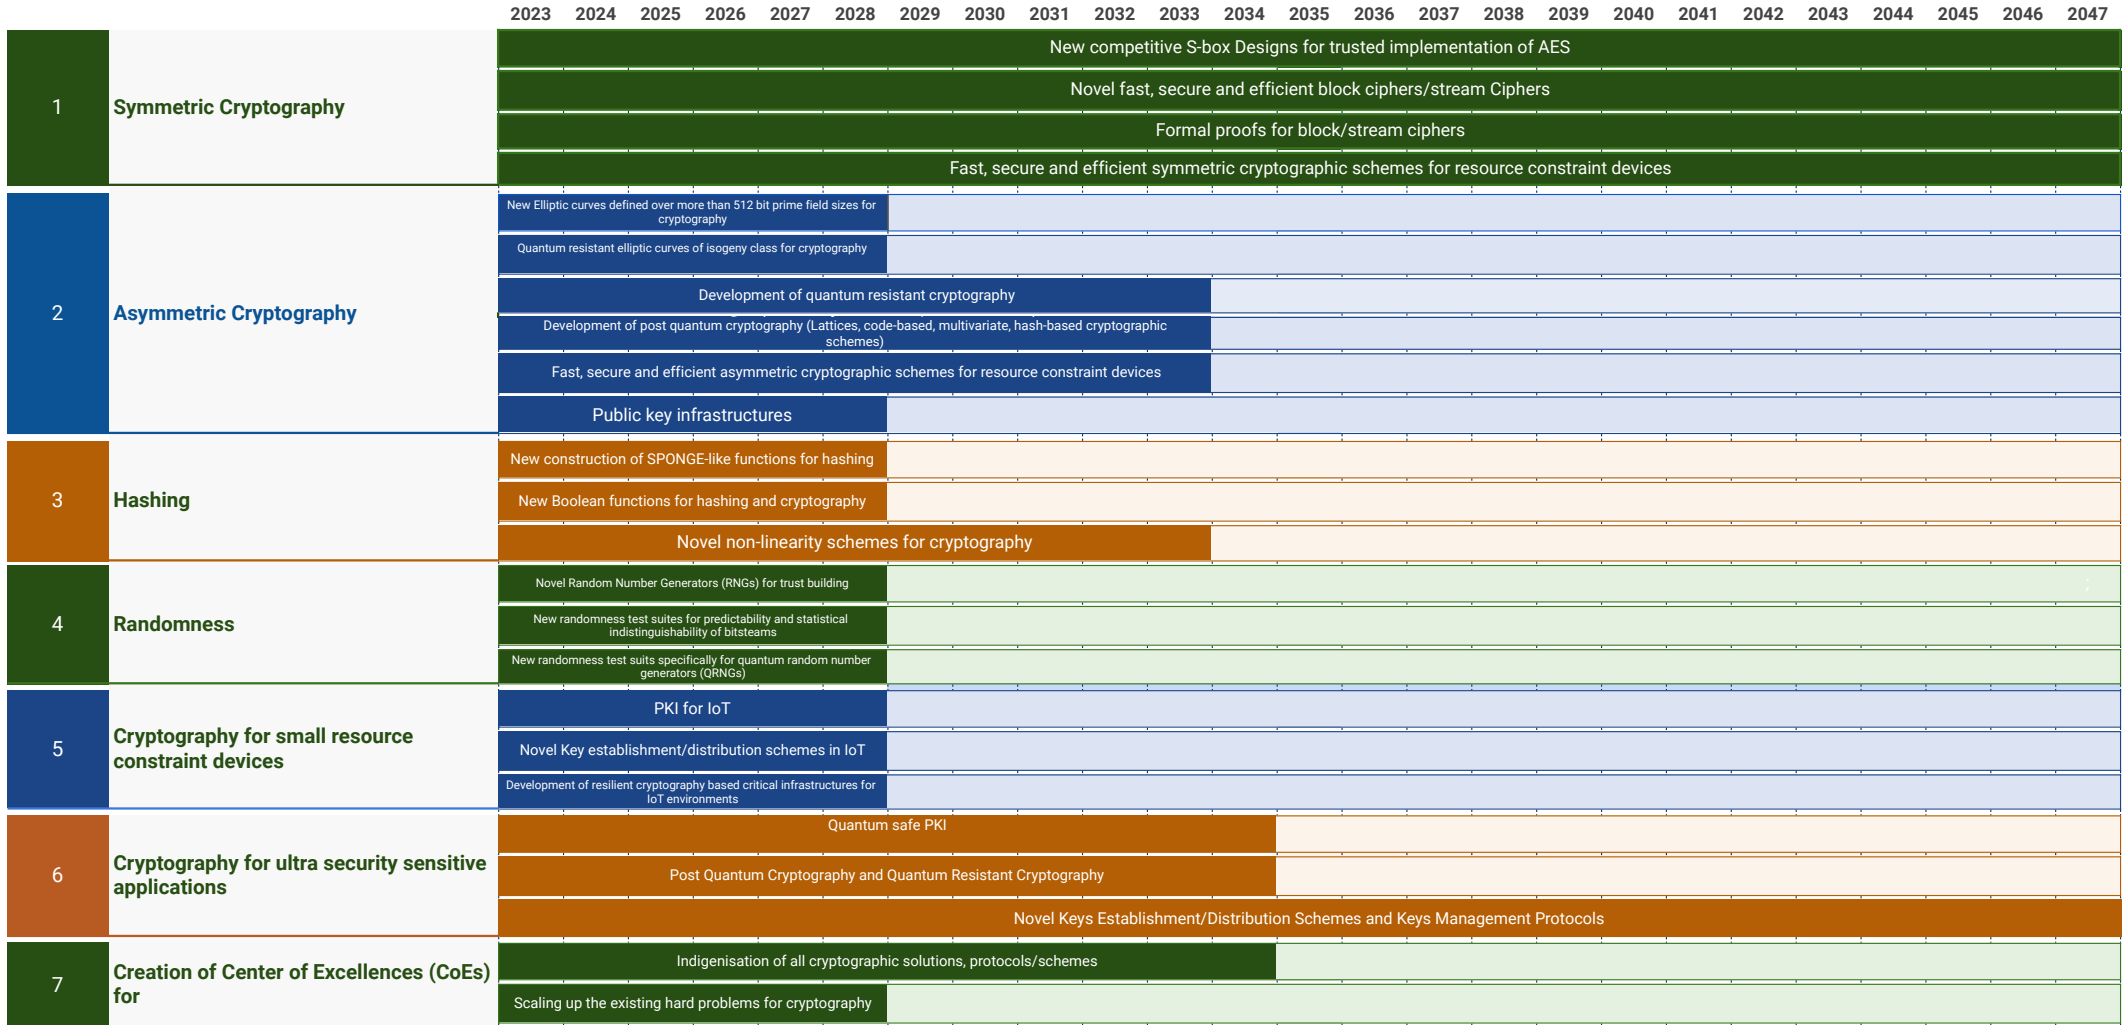 2023 2024 2025 2026 2027 2028 2029 2030 2031 2032 2033 2034 2035 2036 2037 2038 2039 2040 2041 2042 2043 2044 2045 2046 2047
1
Symmetric Cryptography
New competitive S-box Designs for trusted implementation of AES
Novel fast, secure and efficient block ciphers/stream Ciphers
Formal proofs for block/stream ciphers
Fast, secure and efficient symmetric cryptographic schemes for resource constraint devices
2
Asymmetric Cryptography
New Elliptic curves defined over more than 512 bit prime field sizes for
cryptography
Quantum resistant elliptic curves of isogeny class for cryptography
Development of quantum resistant cryptography
Development of post quantum cryptography (Lattices, code-based, multivariate, hash-based cryptographic
schemes)
Fast, secure and efficient asymmetric cryptographic schemes for resource constraint devices
Public key infrastructures
3
Hashing
New construction of SPONGE-like functions for hashing
New Boolean functions for hashing and cryptography
Novel non-linearity schemes for cryptography
4
Randomness
Novel Random Number Generators (RNGs) for trust building
;
New randomness test suites for predictability and statistical
indistinguishability of bitsteams
New randomness test suits specifically for quantum random number
generators (QRNGs)
5
Cryptography for small resource
constraint devices
PKI for IoT
Novel Key establishment/distribution schemes in IoT
Development of resilient cryptography based critical infrastructures for
IoT environments
6
Cryptography for ultra security sensitive
applications
Quantum safe PKI
Post Quantum Cryptography and Quantum Resistant Cryptography
Novel Keys Establishment/Distribution Schemes and Keys Management Protocols
7
Creation of Center of Excellences (CoEs)
for
Indigenisation of all cryptographic solutions, protocols/schemes
Scaling up the existing hard problems for cryptography